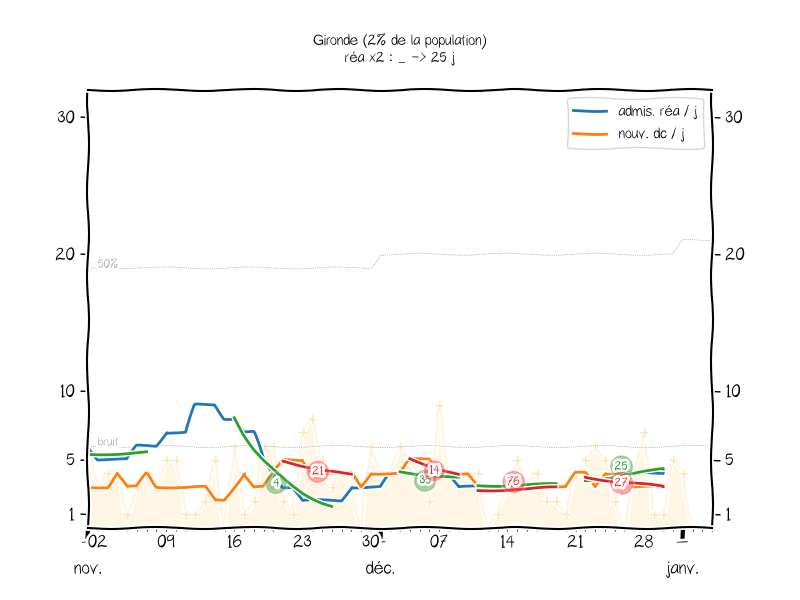 Gironde (2% de la population)
réa x2 : _ -> 25 j
admis. réa / j
nouv. dc / j
30
30
50%
20
20
10
10
bruit
5
5
25
21
14
4
35
76
27
1
1
02 09 16 23 30 07 14 21 28
nov. déc. janv.